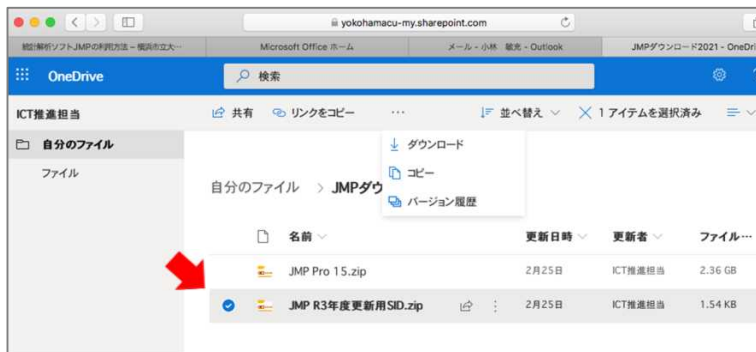 yokohamacu-my.sharepoint.com
統計解析ソフトJMPの利用方法 – 横浜市立大…
Microsoft Office ホーム
メール - 小林 敏充 - Outlook
JMPダウンロード2021 - OneDri
OneDrive
検索
ICT推進担当
共有
リンクをコピー
…
並べ替え
1 アイテムを選択済み
自分のファイル
ファイル
ダウンロード
コピー
バージョン履歴
自分のファイル > JMPダウ
名前
更新日時
更新者
ファイル…
JMP Pro 15.zip
2月25日
ICT推進担当
2.36 GB
JMP R3年度更新用SID.zip
2月25日
ICT推進担当
1.54 KB